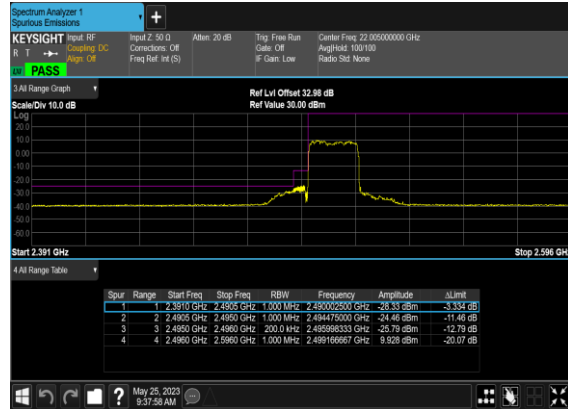 Spectrum Analyzer 1
Spurious Emissions
KEYSIGHT
R T
PASS
Input: RF
Coupling: DC
Align: Off
Input Z: 50 Ω
Corrections: Off
Freq Ref: Int (S)
Atten: 20 dB
Trig: Free Run
Gate: Off
IF Gain: Low
Center Freq: 22.005000000 GHz
Avg|Hold: 100/100
Radio Std: None
3 All Range Graph
Scale/Div 10.0 dB
Ref Lvl Offset 32.98 dB
Ref Value 30.00 dBm
Log
20.0
10.0
0.00
-10.0
-20.0
-30.0
-40.0
-50.0
-60.0
Start 2.391 GHz
Stop 2.596 GHz
4 All Range Table
Spur Range Start Freq Stop Freq RBW Frequency Amplitude ΔLimit
1 1 2.3910 GHz 2.4905 GHz 1.000 MHz 2.490002500 GHz -28.33 dBm -3.334 dB
2 2 2.4905 GHz 2.4950 GHz 1.000 MHz 2.494475000 GHz -24.46 dBm -11.46 dB
3 3 2.4950 GHz 2.4960 GHz 200.0 kHz 2.495998333 GHz -25.79 dBm -12.79 dB
4 4 2.4960 GHz 2.5960 GHz 1.000 MHz 2.499166667 GHz 9.928 dBm -20.07 dB
?
May 25, 2023
9:37:58 AM